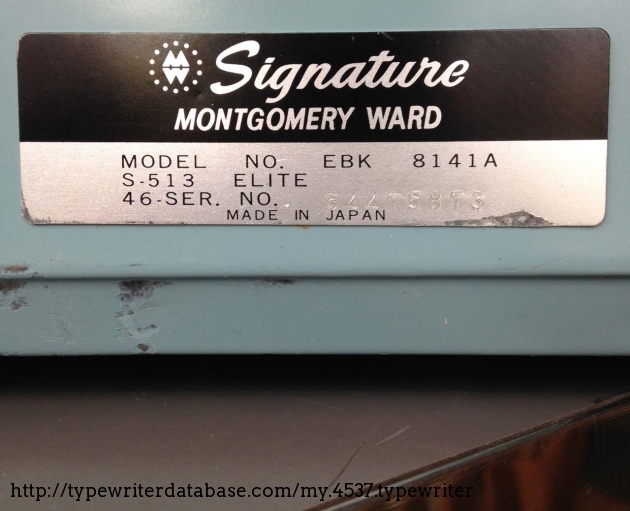 Signature
MONTGOMERY WARD
MODEL NO. EBK 8141A
S-513 ELITE
46-SER. NO.
MADE IN JAPAN
http://typewriterdatabase.com/my.4537.typewriter